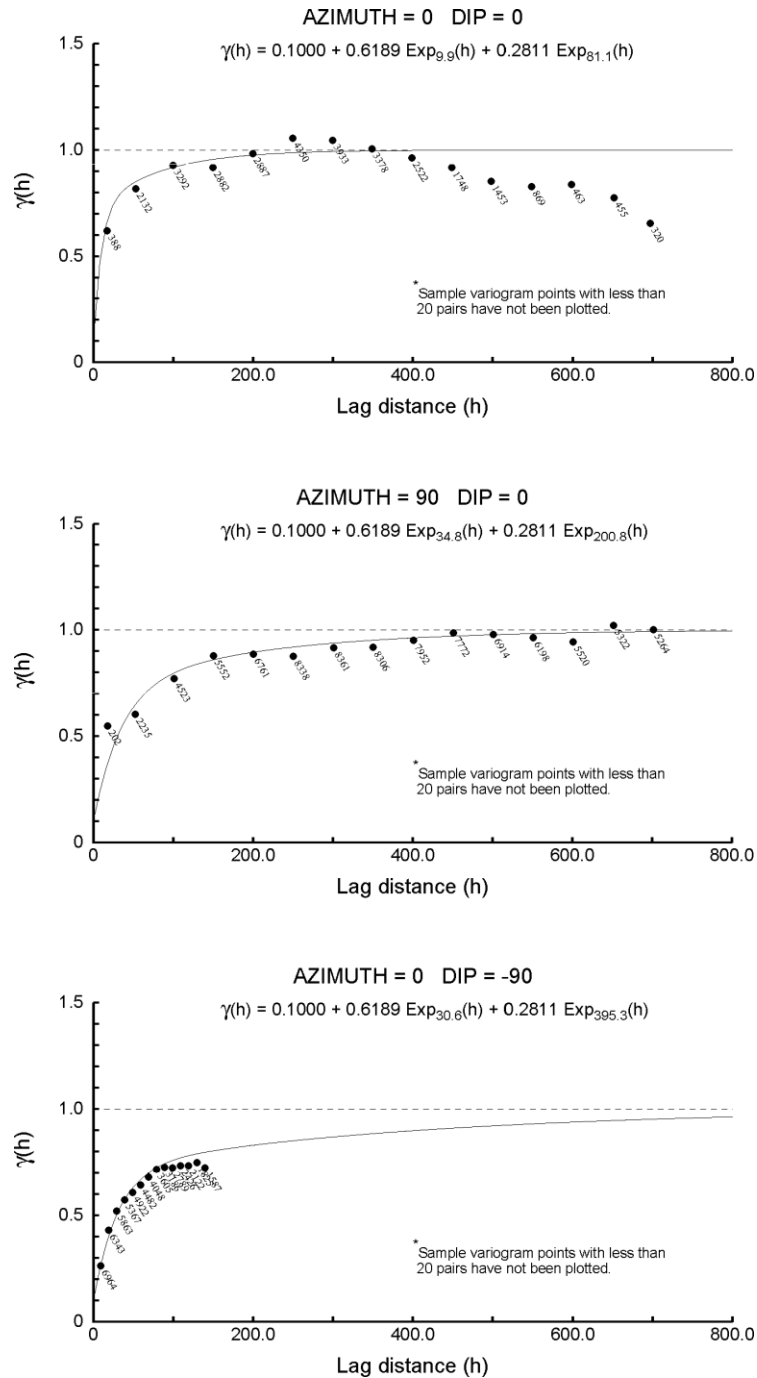 AZIMUTH = 0 DIP = 0
γ(h) = 0.1000 + 0.6189 Exp9.9(h) + 0.2811 Exp81.1(h)
1.5
1.0
0.5
0
γ(h)
388
2132
3292
2882
2887
4350
3933
3378
2522
1748
1453
869
463
455
320
*Sample variogram points with less than
20 pairs have not been plotted.
0 200.0 400.0 600.0 800.0
Lag distance (h)
AZIMUTH = 90 DIP = 0
γ(h) = 0.1000 + 0.6189 Exp34.8(h) + 0.2811 Exp200.8(h)
1.5
1.0
0.5
0
γ(h)
202
2235
4523
5552
6761
8338
8361
8306
7952
7772
6914
6198
5520
5322
5264
*Sample variogram points with less than
20 pairs have not been plotted.
0 200.0 400.0 600.0 800.0
Lag distance (h)
AZIMUTH = 0 DIP = -90
γ(h) = 0.1000 + 0.6189 Exp30.6(h) + 0.2811 Exp395.3(h)
1.5
1.0
0.5
0
γ(h)
6964
6343
5863
5367
4922
4482
4048
3605
1587
*Sample variogram points with less than
20 pairs have not been plotted.
0 200.0 400.0 600.0 800.0
Lag distance (h)